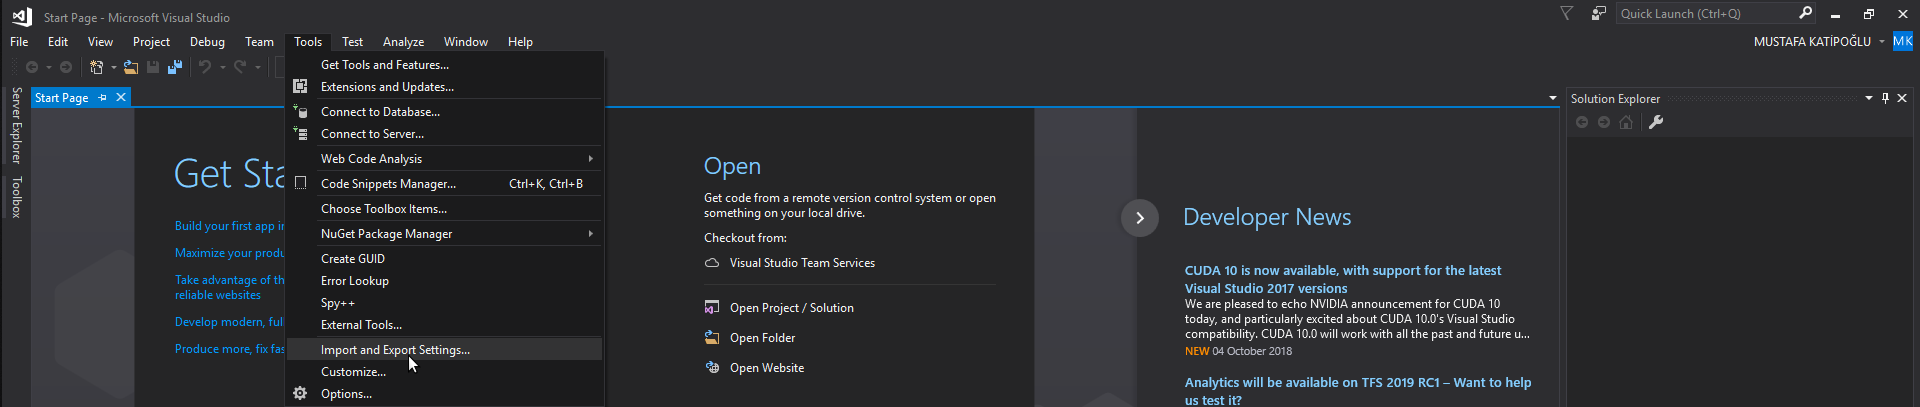 Start Page - Microsoft Visual Studio
Quick Launch (Ctrl+Q)
File Edit View Project Debug Team Tools Test Analyze Window Help
MUSTAFA KATİPOĞLU MK
Server Explorer
Toolbox
Start Page
Get Sta
Build your first app in
Maximize your produ
Take advantage of th
reliable websites
Develop modern, full
Produce more, fix fas
Get Tools and Features...
Extensions and Updates...
Connect to Database...
Connect to Server...
Web Code Analysis
Code Snippets Manager... Ctrl+K, Ctrl+B
Choose Toolbox Items...
NuGet Package Manager
Create GUID
Error Lookup
Spy++
External Tools...
Import and Export Settings...
Customize...
Options...
Open
Get code from a remote version control system or open
something on your local drive.
Checkout from:
Visual Studio Team Services
Open Project / Solution
Open Folder
Open Website
Developer News
CUDA 10 is now available, with support for the latest
Visual Studio 2017 versions
We are pleased to echo NVIDIA announcement for CUDA 10
today, and particularly excited about CUDA 10.0's Visual Studio
compatibility. CUDA 10.0 will work with all the past and future u...
NEW 04 October 2018
Analytics will be available on TFS 2019 RC1 – Want to help
us test it?
Solution Explorer